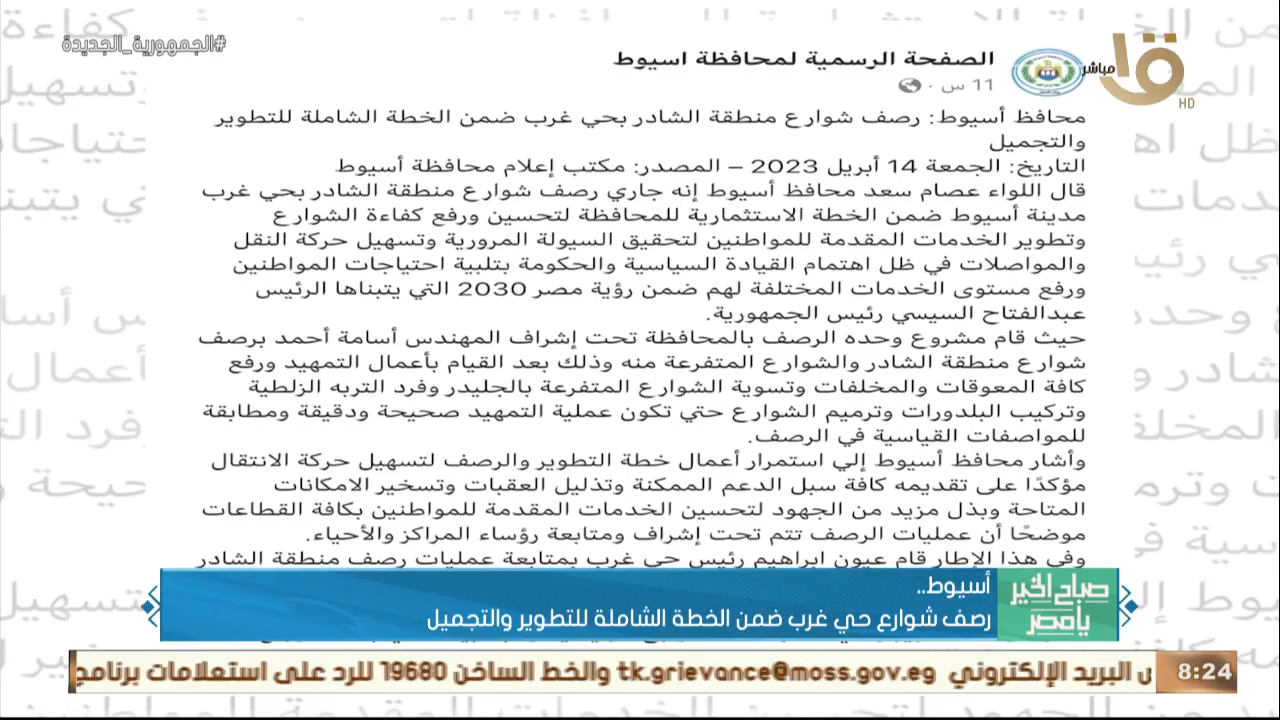 #الجمهورية_الجديدة
الصفحة الرسمية لمحافظة اسيوط
11 س ·
مباشر
HD
محافظ أسيوط: رصف شوارع منطقة الشادر بحي غرب ضمن الخطة الشاملة للتطوير
والتجميل
التاريخ: الجمعة 14 أبريل 2023 – المصدر: مكتب إعلام محافظة أسيوط
قال اللواء عصام سعد محافظ أسيوط إنه جاري رصف شوارع منطقة الشادر بحي غرب
مدينة أسيوط ضمن الخطة الاستثمارية للمحافظة لتحسين ورفع كفاءة الشوارع
وتطوير الخدمات المقدمة للمواطنين لتحقيق السيولة المرورية وتسهيل حركة النقل
والمواصلات في ظل اهتمام القيادة السياسية والحكومة بتلبية احتياجات المواطنين
ورفع مستوى الخدمات المختلفة لهم ضمن رؤية مصر 2030 التي يتبناها الرئيس
عبدالفتاح السيسي رئيس الجمهورية.
حيث قام مشروع وحده الرصف بالمحافظة تحت إشراف المهندس أسامة أحمد برصف
شوارع منطقة الشادر والشوارع المتفرعة منه وذلك بعد القيام بأعمال التمهيد ورفع
كافة المعوقات والمخلفات وتسوية الشوارع المتفرعة بالجليدر وفرد التربه الزلطية
وتركيب البلدورات وترميم الشوارع حتي تكون عملية التمهيد صحيحة ودقيقة ومطابقة
للمواصفات القياسية في الرصف.
وأشار محافظ أسيوط إلي استمرار أعمال خطة التطوير والرصف لتسهيل حركة الانتقال
مؤكدًا على تقديمه كافة سبل الدعم الممكنة وتذليل العقبات وتسخير الامكانات
المتاحة وبذل مزيد من الجهود لتحسين الخدمات المقدمة للمواطنين بكافة القطاعات
موضحًا أن عمليات الرصف تتم تحت إشراف ومتابعة رؤساء المراكز والأحياء.
وفي هذا الإطار قام عيون ابراهيم رئيس حي غرب بمتابعة عمليات رصف منطقة الشادر
صباح الخير
يا مصر
أسيوط..
رصف شوارع حي غرب ضمن الخطة الشاملة للتطوير والتجميل
البريد الإلكتروني tk.grievance@moss.gov.eg والخط الساخن 19680 للرد على استعلامات برنامج
8:24